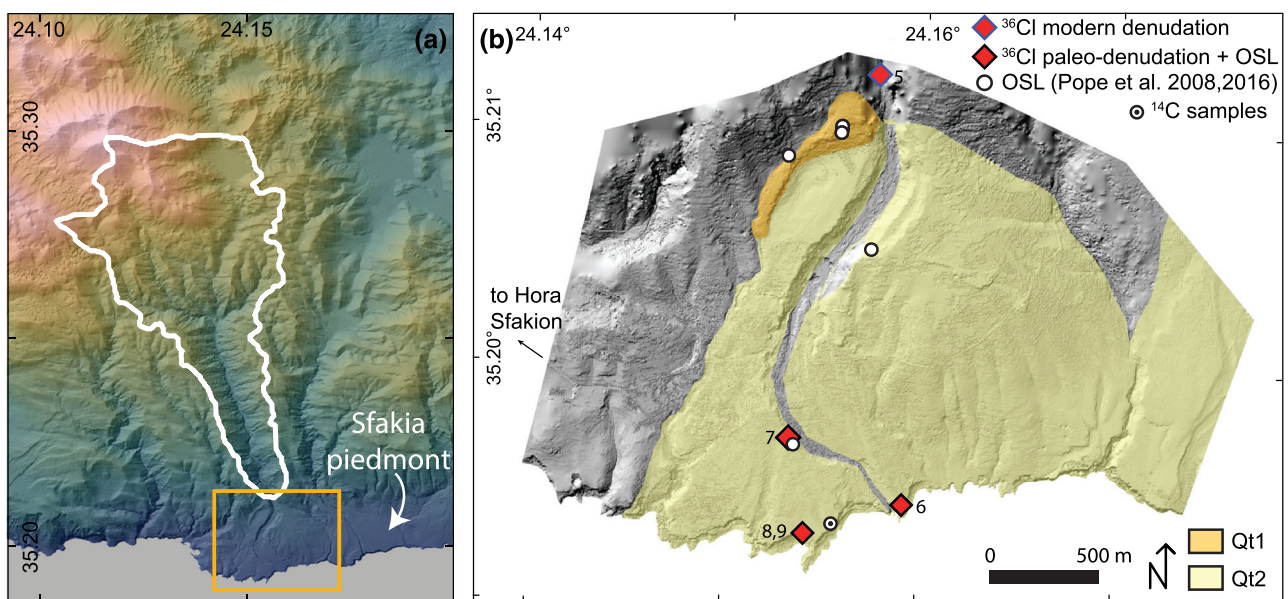 24.10
24.15
(a)
35.30
35.20
Sfakia
piedmont
(b)
24.14°
24.16°
35.21°
35.20°
³⁶Cl modern denudation
³⁶Cl paleo-denudation + OSL
OSL (Pope et al. 2008,2016)
¹⁴C samples
5
to Hora
Sfakion
7
6
8,9
0 500 m
N
Qt1
Qt2